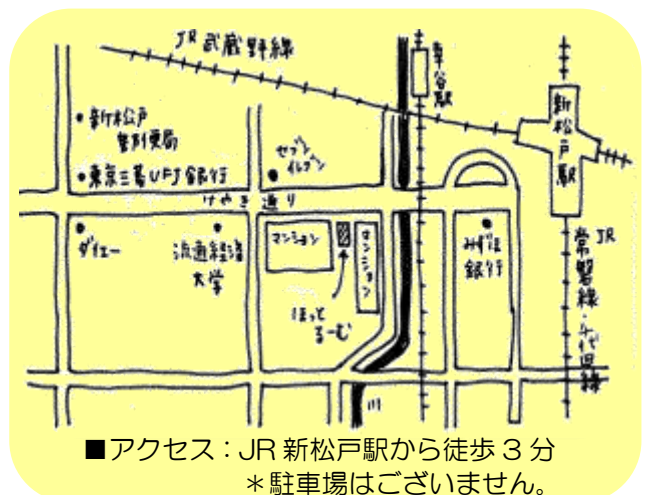 JR武蔵野線
幸谷駅
新松戸駅
・新松戸
郵便局
・東京三菱UFJ銀行
セブン
イレブン
けやき通り
ダイエー
流通経済
大学
マンション
マンション
ほっと
るーむ
みずほ
銀行
JR
常磐線・千代田線
川
■アクセス：JR新松戸駅から徒歩3分
＊駐車場はございません。